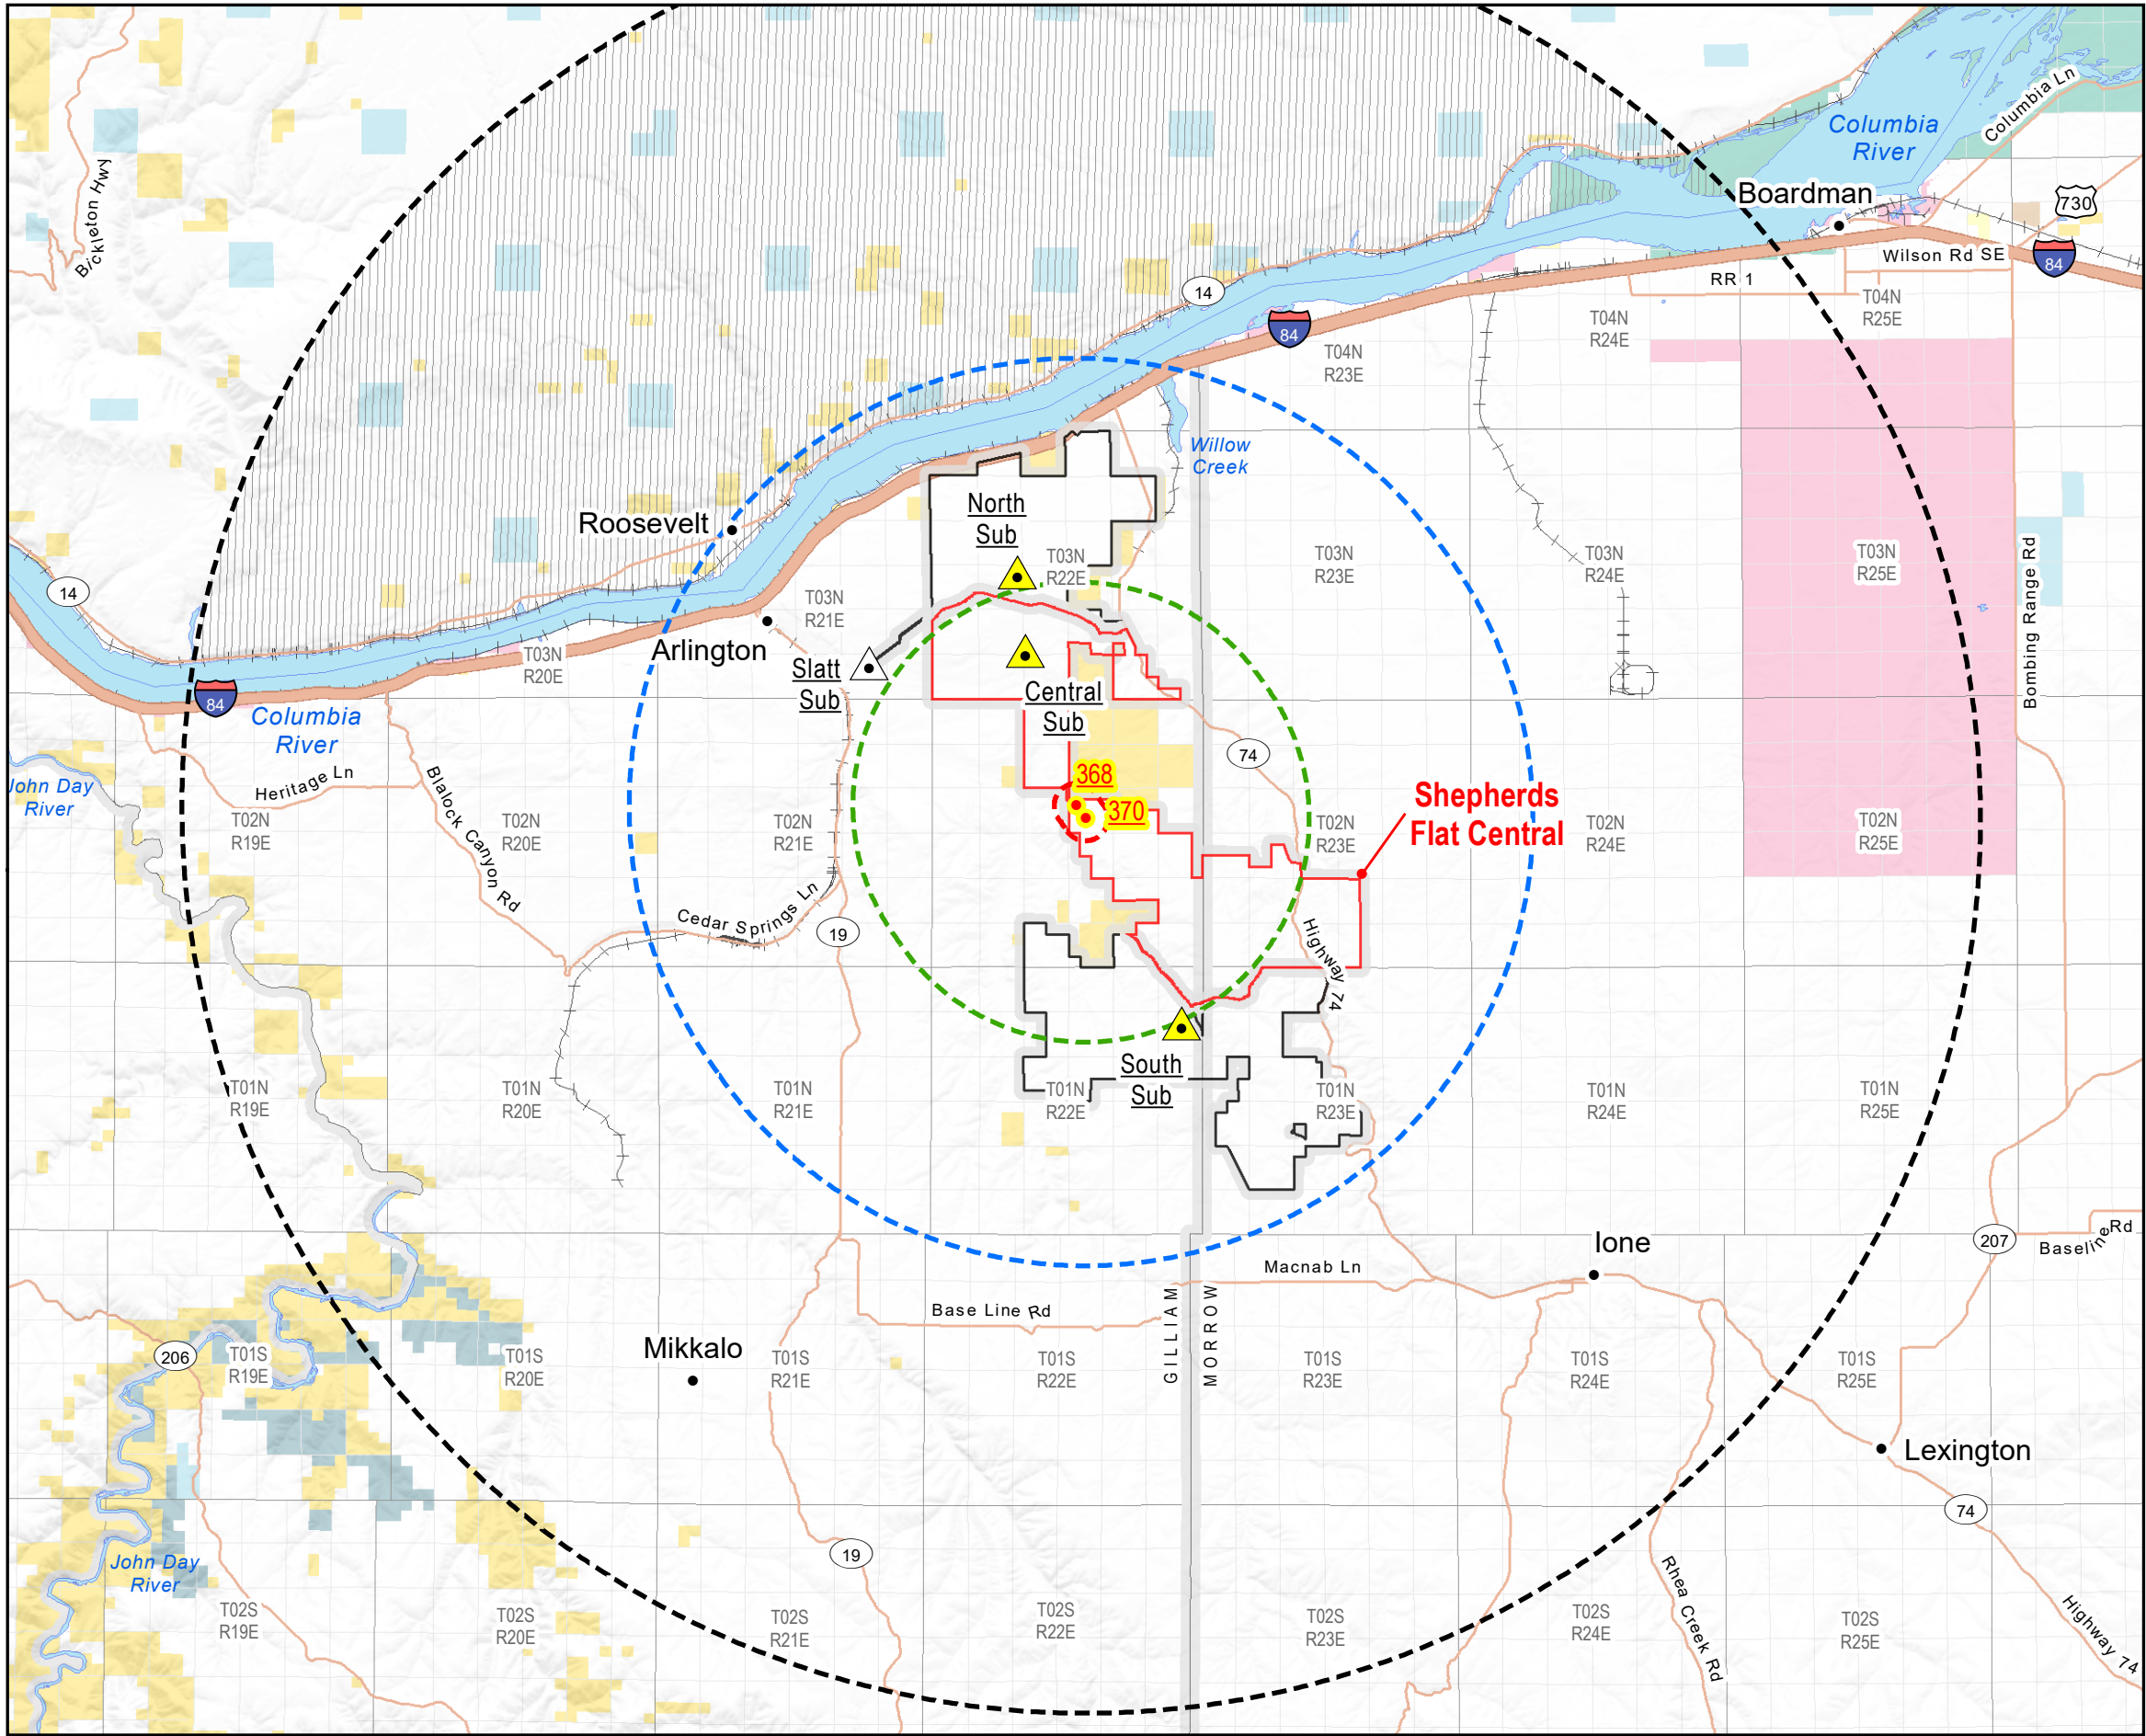 Columbia Ln
Columbia
River
Boardman
730
Bickleton Hwy
Wilson Rd SE
84
RR 1
14
T04N
R25E
84
T04N
R24E
T04N
R23E
Willow
Creek
North
Sub
Roosevelt
T03N
R22E
T03N
R23E
T03N
R24E
T03N
R25E
Bombing Range Rd
14
T03N
R21E
Arlington
T03N
R20E
Slatt
Sub
84
Columbia
River
Central
Sub
74
368
370
Shepherds
Flat Central
John Day
River
Heritage Ln
Blalock Canyon Rd
T02N
R19E
T02N
R20E
T02N
R21E
T02N
R23E
T02N
R24E
T02N
R25E
Cedar Springs Ln
19
Highway 74
South
Sub
T01N
R19E
T01N
R20E
T01N
R21E
T01N
R22E
T01N
R23E
T01N
R24E
T01N
R25E
Ione
207
Baseline Rd
Macnab Ln
Base Line Rd
GILLIAM
MORROW
Mikkalo
206
T01S
R19E
T01S
R20E
T01S
R21E
T01S
R22E
T01S
R23E
T01S
R24E
T01S
R25E
Lexington
74
19
John Day
River
Rhea Creek Rd
Highway 74
T02S
R19E
T02S
R20E
T02S
R21E
T02S
R22E
T02S
R23E
T02S
R24E
T02S
R25E